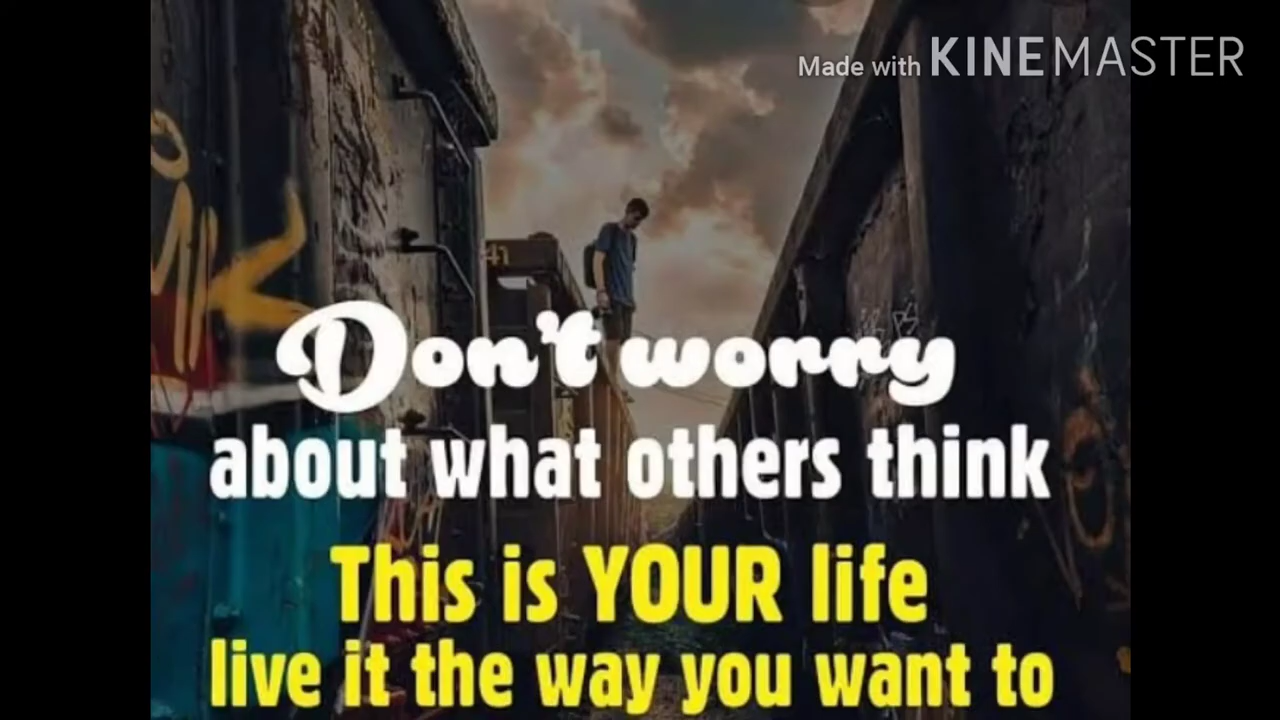 Made with KINEMASTER
41
Don't worry
about what others think
This is YOUR life
live it the way you want to